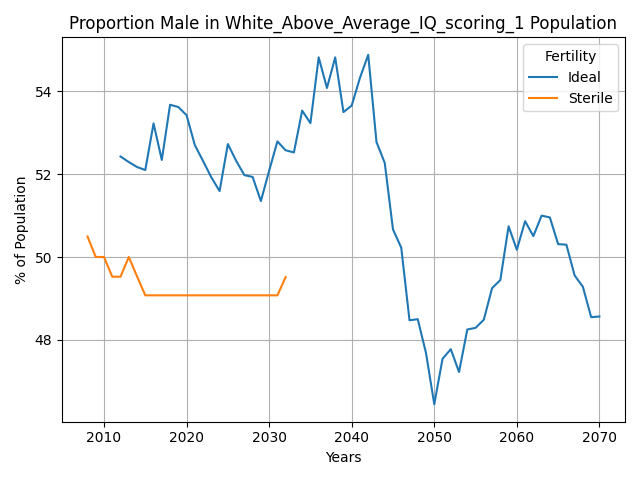 Proportion Male in White_Above_Average_IQ_scoring_1 Population
Fertility
Ideal
Sterile
% of Population
54
52
50
48
2010 2020 2030 2040 2050 2060 2070
Years